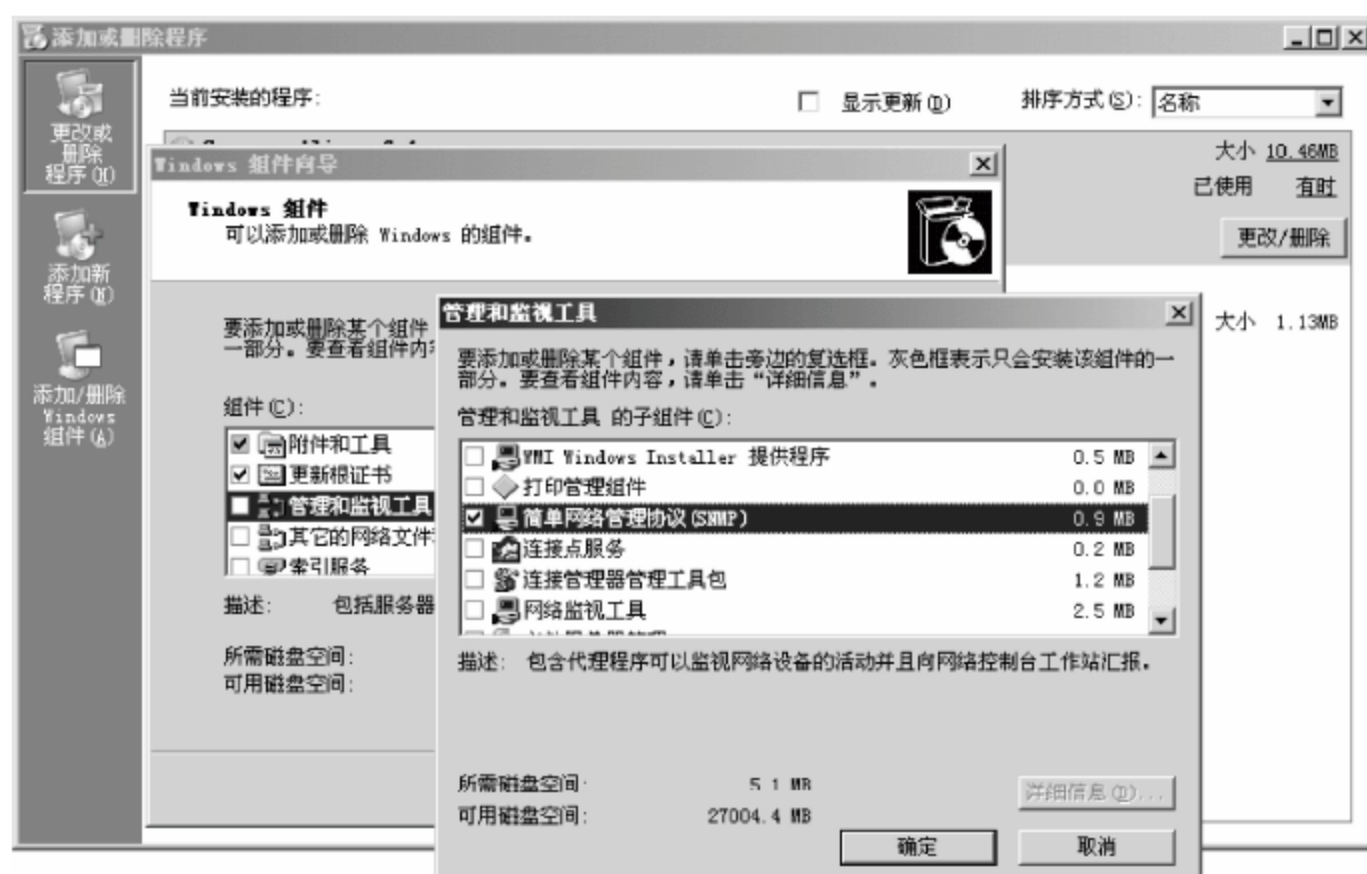 添加或删除程序
更改或
删除
程序(H)
添加新
程序(N)
添加/删除
Windows
组件(A)
当前安装的程序:
显示更新(D)
排序方式(S): 名称
大小 10.46MB
已使用 有时
更改/删除
大小 1.13MB
Windows 组件向导
Windows 组件
可以添加或删除 Windows 的组件。
要添加或删除某个组件
一部分。要查看组件内
组件(C):
附件和工具
更新根证书
管理和监视工具
其它的网络文件
索引服务
描述: 包括服务器
所需磁盘空间:
可用磁盘空间:
管理和监视工具
要添加或删除某个组件，请单击旁边的复选框。灰色框表示只会安装该组件的一
部分。要查看组件内容，请单击“详细信息”。
管理和监视工具 的子组件(C):
WMI Windows Installer 提供程序 0.5 MB
打印管理组件 0.0 MB
简单网络管理协议(SNMP) 0.9 MB
连接点服务 0.2 MB
连接管理器管理工具包 1.2 MB
网络监视工具 2.5 MB
描述: 包含代理程序可以监视网络设备的活动并且向网络控制台工作站汇报。
所需磁盘空间: 5.1 MB
可用磁盘空间: 27004.4 MB
详细信息(D)...
确定
取消